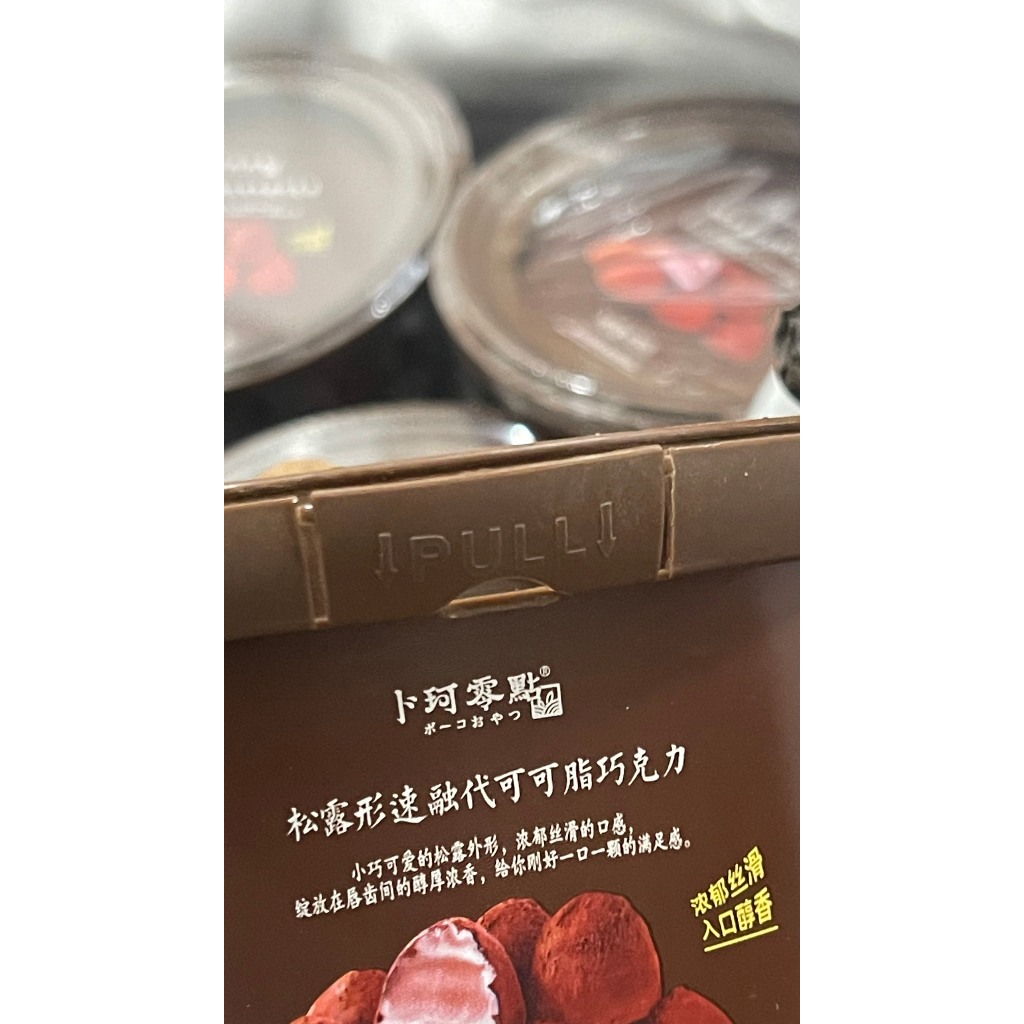 ↓PULL↓
卜珂零點®
ポーコおやつ
松露形速融代可可脂巧克力
小巧可爱的松露外形，浓郁丝滑的口感，
绽放在唇齿间的醇厚浓香，给你刚好一口一颗的满足感。
浓郁丝滑
入口醇香